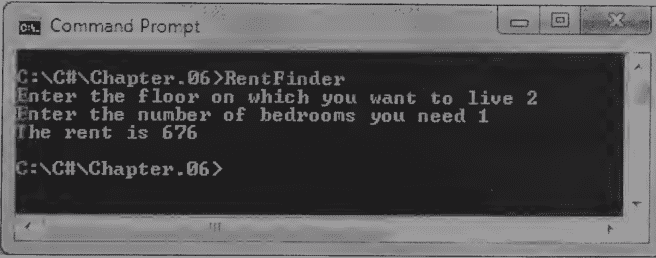 Command Prompt
C:\C#\Chapter.06>RentFinder
Enter the floor on which you want to live 2
Enter the number of bedrooms you need 1
The rent is 676
C:\C#\Chapter.06>